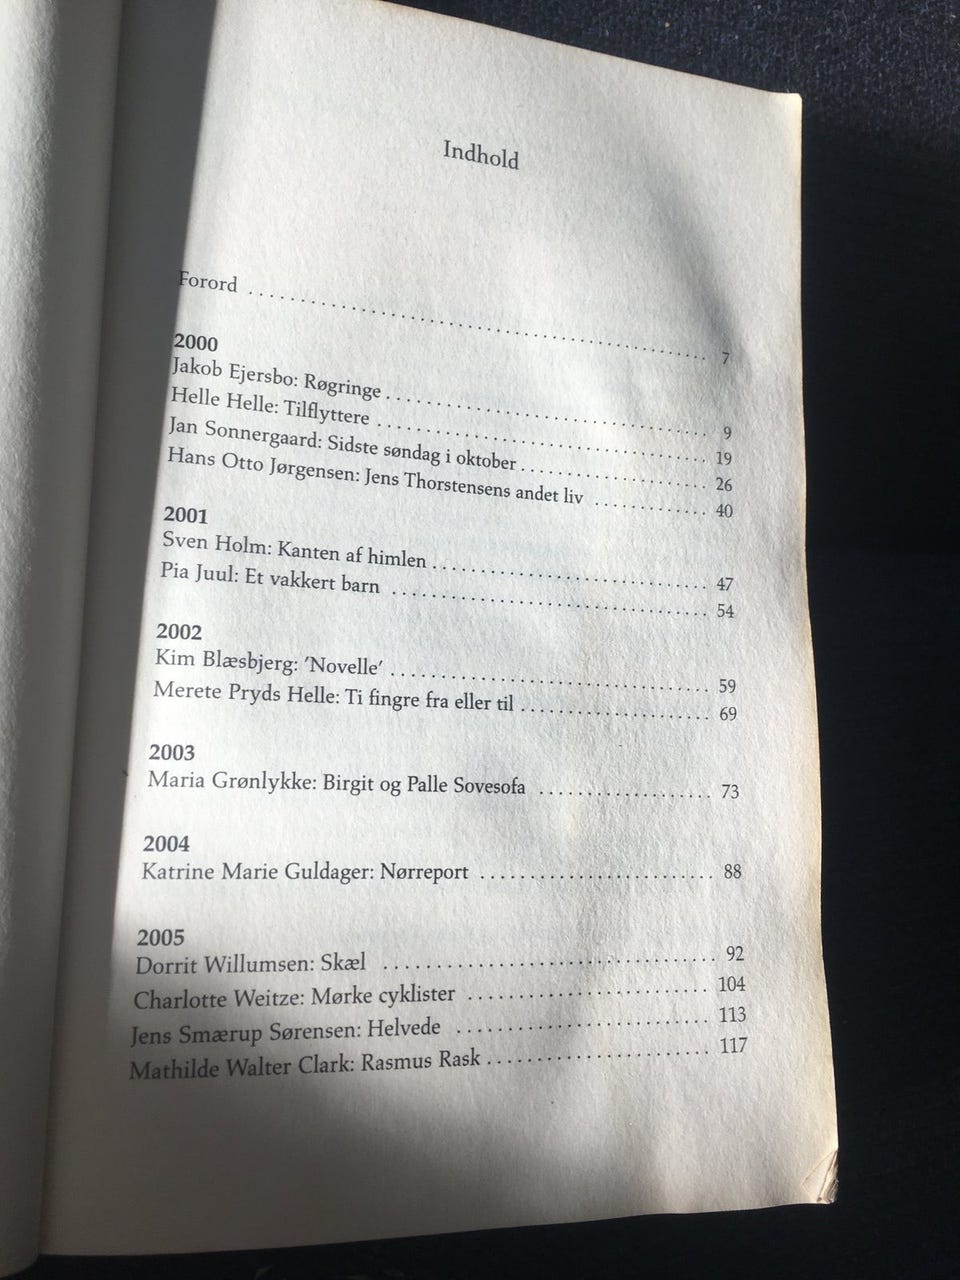 Indhold
Forord ........................................ 7
2000
Jakob Ejersbo: Røgringe ........................................ 9
Helle Helle: Tilflyttere ........................................ 19
Jan Sonnergaard: Sidste søndag i oktober ........................ 26
Hans Otto Jørgensen: Jens Thorstensens andet liv ............ 40
2001
Sven Holm: Kanten af himlen ................................ 47
Pia Juul: Et vakkert barn .................................... 54
2002
Kim Blæsbjerg: ’Novelle’ .................................... 59
Merete Pryds Helle: Ti fingre fra eller til ...................... 69
2003
Maria Grønlykke: Birgit og Palle Sovesofa .................. 73
2004
Katrine Marie Guldager: Nørreport ........................ 88
2005
Dorrit Willumsen: Skæl .................................... 92
Charlotte Weitze: Mørke cyklister .......................... 104
Jens Smærup Sørensen: Helvede .......................... 113
Mathilde Walter Clark: Rasmus Rask ........................ 117